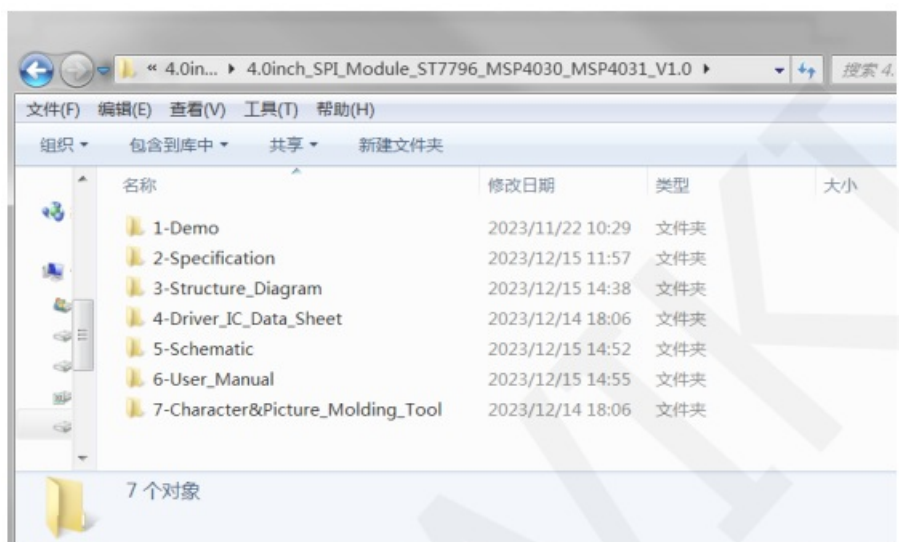 « 4.0in... ▸ 4.0inch_SPI_Module_ST7796_MSP4030_MSP4031_V1.0 ▸ 搜索 4.
文件(F) 编辑(E) 查看(V) 工具(T) 帮助(H)
组织 包含到库中 共享 新建文件夹
名称 修改日期 类型 大小
1-Demo 2023/11/22 10:29 文件夹
2-Specification 2023/12/15 11:57 文件夹
3-Structure_Diagram 2023/12/15 14:38 文件夹
4-Driver_IC_Data_Sheet 2023/12/14 18:06 文件夹
5-Schematic 2023/12/15 14:52 文件夹
6-User_Manual 2023/12/15 14:55 文件夹
7-Character&Picture_Molding_Tool 2023/12/14 18:06 文件夹
7 个对象